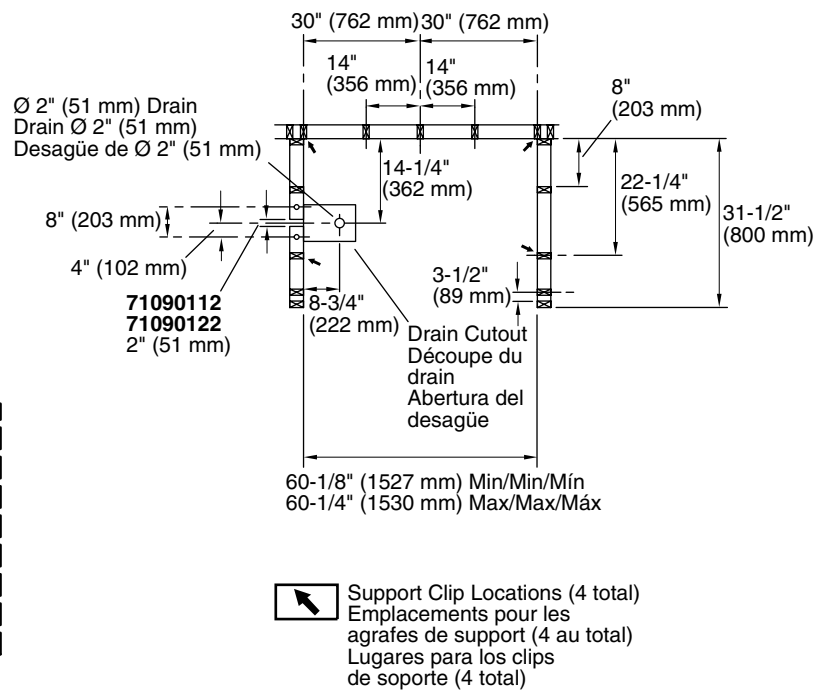 30" (762 mm) 30" (762 mm)
14"
(356 mm)
14"
(356 mm)
8"
(203 mm)
Ø 2" (51 mm) Drain
Drain Ø 2" (51 mm)
Desagüe de Ø 2" (51 mm)
14-1/4"
(362 mm)
22-1/4"
(565 mm)
31-1/2"
(800 mm)
8" (203 mm)
4" (102 mm)
71090112
71090122
2" (51 mm)
8-3/4"
(222 mm)
3-1/2"
(89 mm)
Drain Cutout
Découpe du
drain
Abertura del
desagüe
60-1/8" (1527 mm) Min/Min/Mín
60-1/4" (1530 mm) Max/Max/Máx
Support Clip Locations (4 total)
Emplacements pour les
agrafes de support (4 au total)
Lugares para los clips
de soporte (4 total)